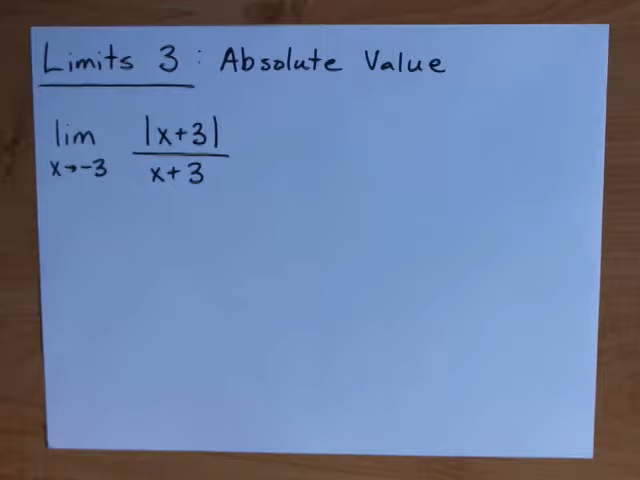 Limits 3 : Absolute Value
lim |x+3|
x→-3 x+3